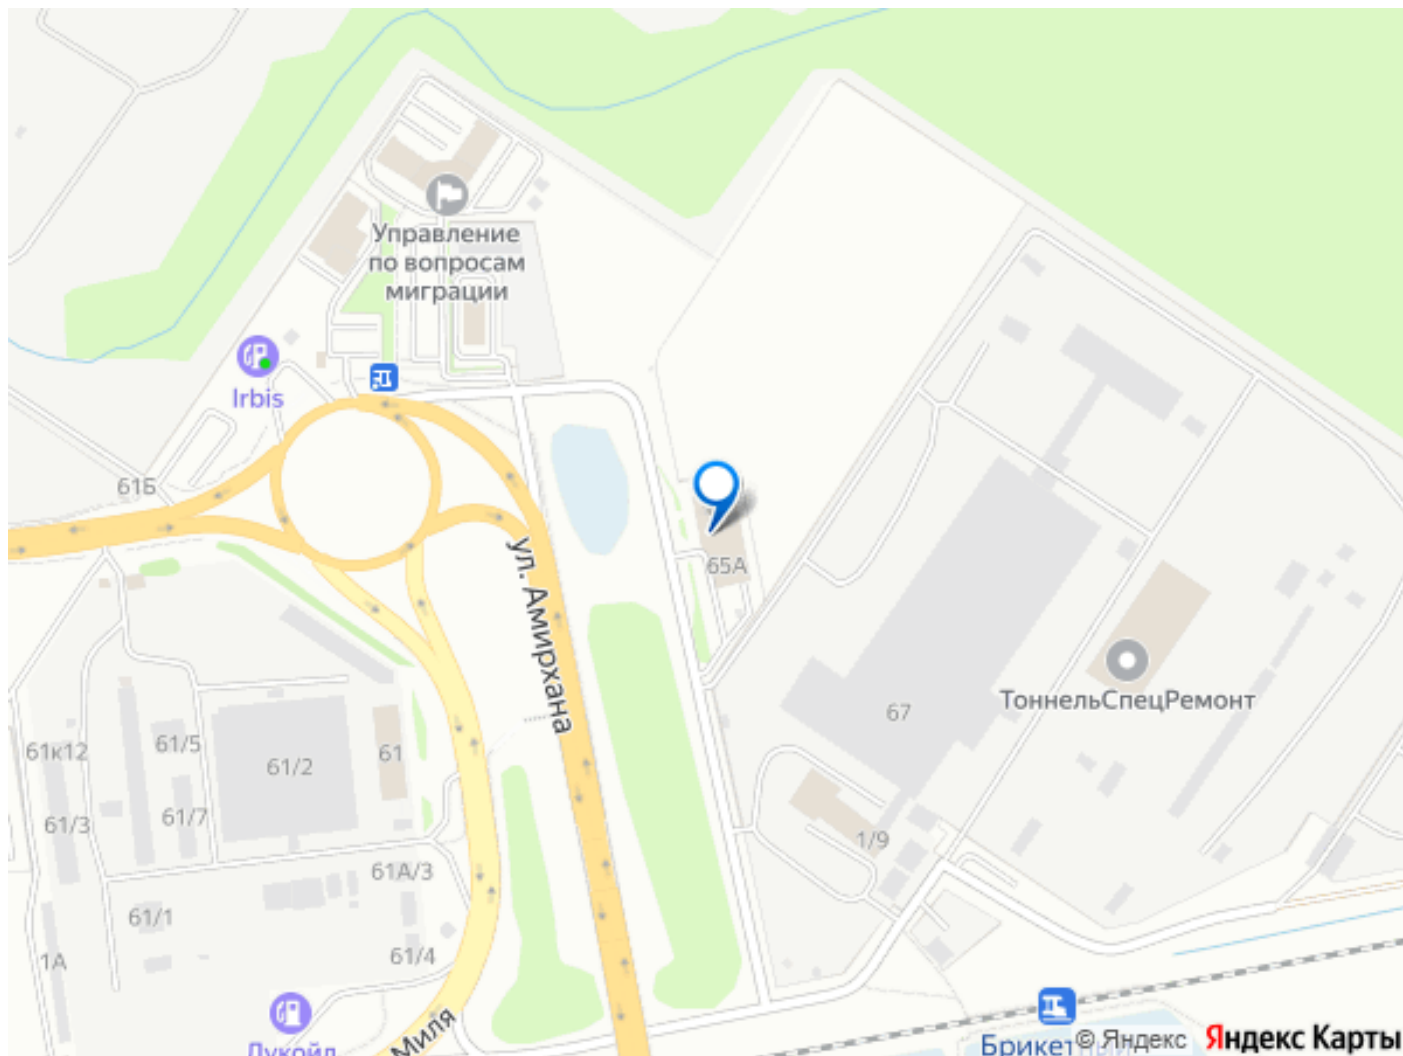 Управление
по вопросам
миграции
Irbis
61Б
ул. Амирхана
65А
ТоннельСпецРемонт
67
61к12
61/5
61/2
61
61/3
61/7
1/9
61А/3
61/1
61/4
1А
Миля
Лукойл
© Яндекс
Яндекс Карты